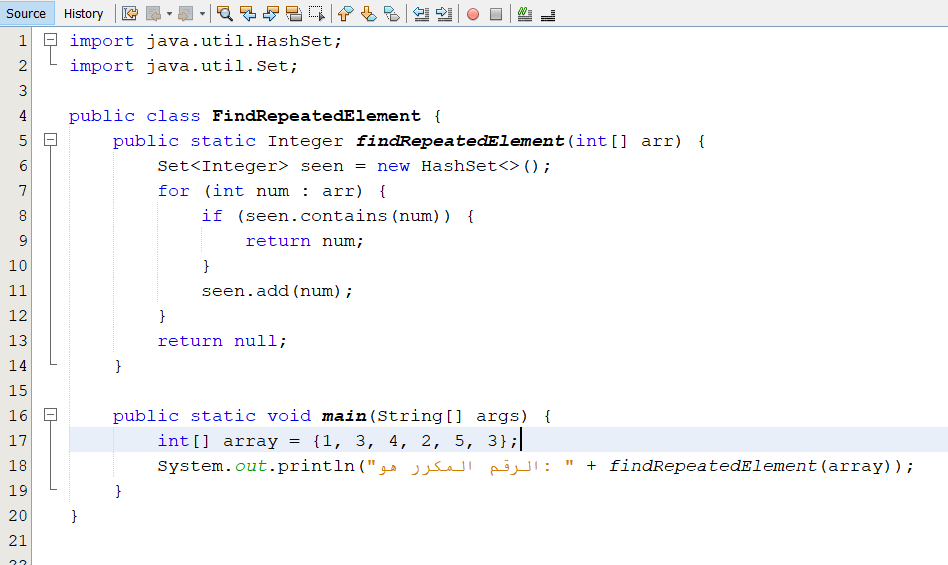 Source History
1 import java.util.HashSet;
2 import java.util.Set;
3
4 public class FindRepeatedElement {
5     public static Integer findRepeatedElement(int[] arr) {
6         Set<Integer> seen = new HashSet<>();
7         for (int num : arr) {
8             if (seen.contains(num)) {
9                 return num;
10             }
11             seen.add(num);
12         }
13         return null;
14     }
15
16     public static void main(String[] args) {
17         int[] array = {1, 3, 4, 2, 5, 3};
18         System.out.println("الرقم المكرر هو: " + findRepeatedElement(array));
19     }
20 }
21
22